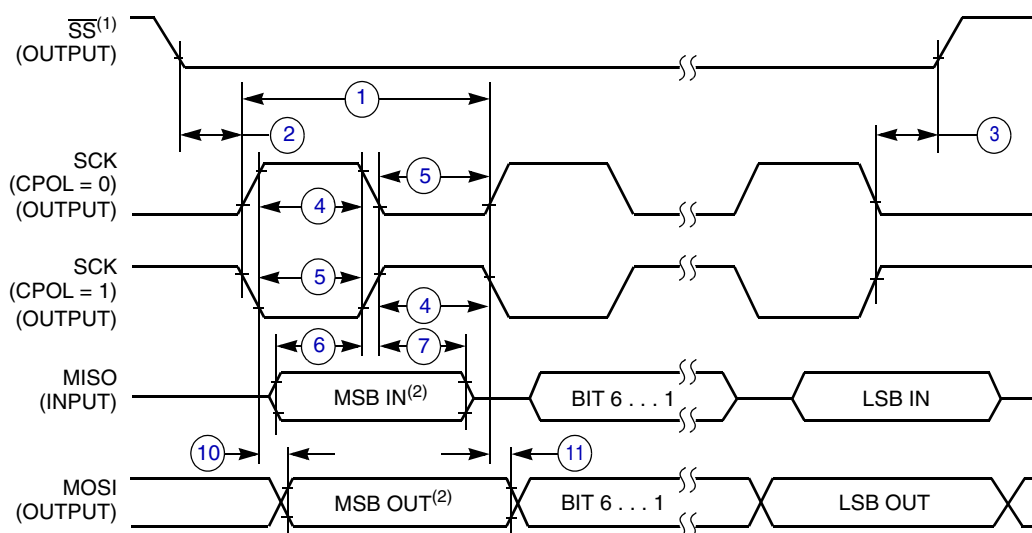 SS(1)
(OUTPUT)
1
2
3
SCK
(CPOL = 0)
(OUTPUT)
5
4
SCK
(CPOL = 1)
(OUTPUT)
5
4
6
7
MISO
(INPUT)
MSB IN(2)
BIT 6 . . . 1
LSB IN
10
11
MOSI
(OUTPUT)
MSB OUT(2)
BIT 6 . . . 1
LSB OUT